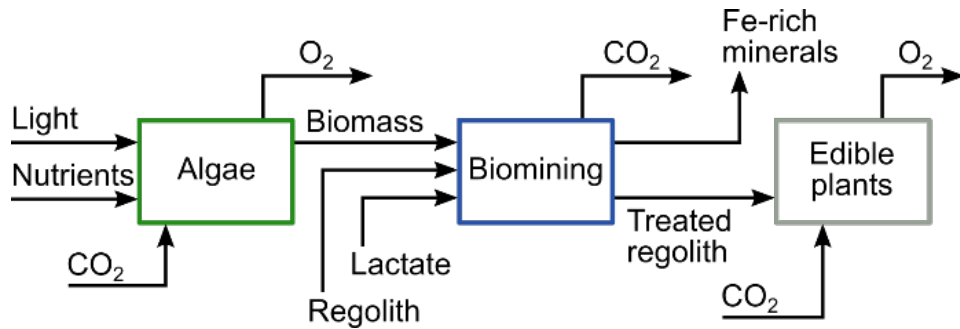 Light
Nutrients
CO₂
Algae
O₂
Biomass
Lactate
Regolith
Biomining
CO₂
Fe-rich
minerals
Treated
regolith
CO₂
Edible
plants
O₂